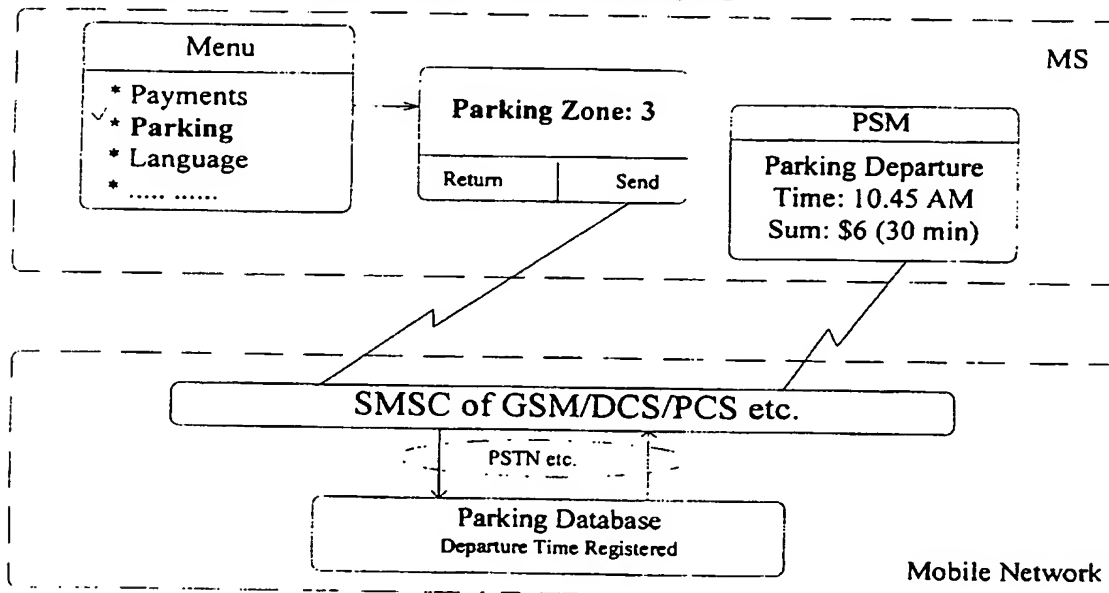 Menu
* Payments
* Parking
* Language
* ..... ......
Parking Zone: 3
Return
Send
MS
PSM
Parking Departure
Time: 10.45 AM
Sum: $6 (30 min)
SMSC of GSM/DCS/PCS etc.
PSTN etc.
Parking Database
Departure Time Registered
Mobile Network